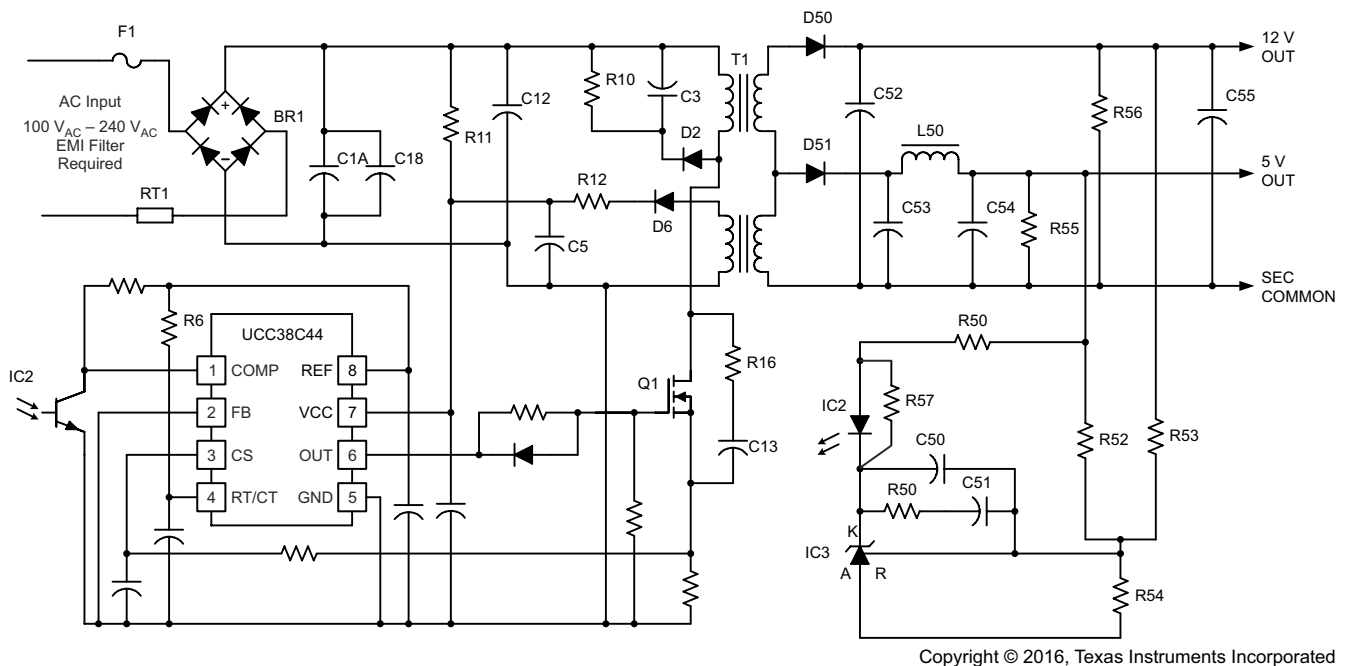 F1
D50
12 V
OUT
T1
AC Input
100 VAC – 240 VAC
EMI Filter
Required
BR1
R10
C3
C12
C52
R56
C55
R11
D2
L50
C1A
C18
D51
5 V
OUT
RT1
R12
D6
C5
C53
C54
R55
SEC
COMMON
R6
UCC38C44
R50
IC2
1
COMP
REF
8
R16
Q1
2
FB
VCC
7
IC2
R57
3
CS
OUT
6
C13
C50
R52
R53
4
RT/CT
GND
5
R50
C51
K
IC3
A
R
R54
Copyright © 2016, Texas Instruments Incorporated